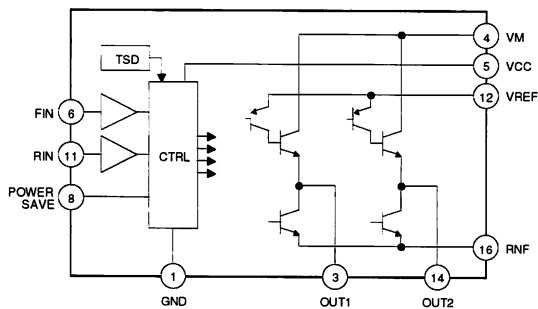 4 VM
TSD
5 VCC
12 VREF
FIN 6
RIN 11
CTRL
POWER
SAVE 8
16 RNF
1
3
14
GND
OUT1
OUT2